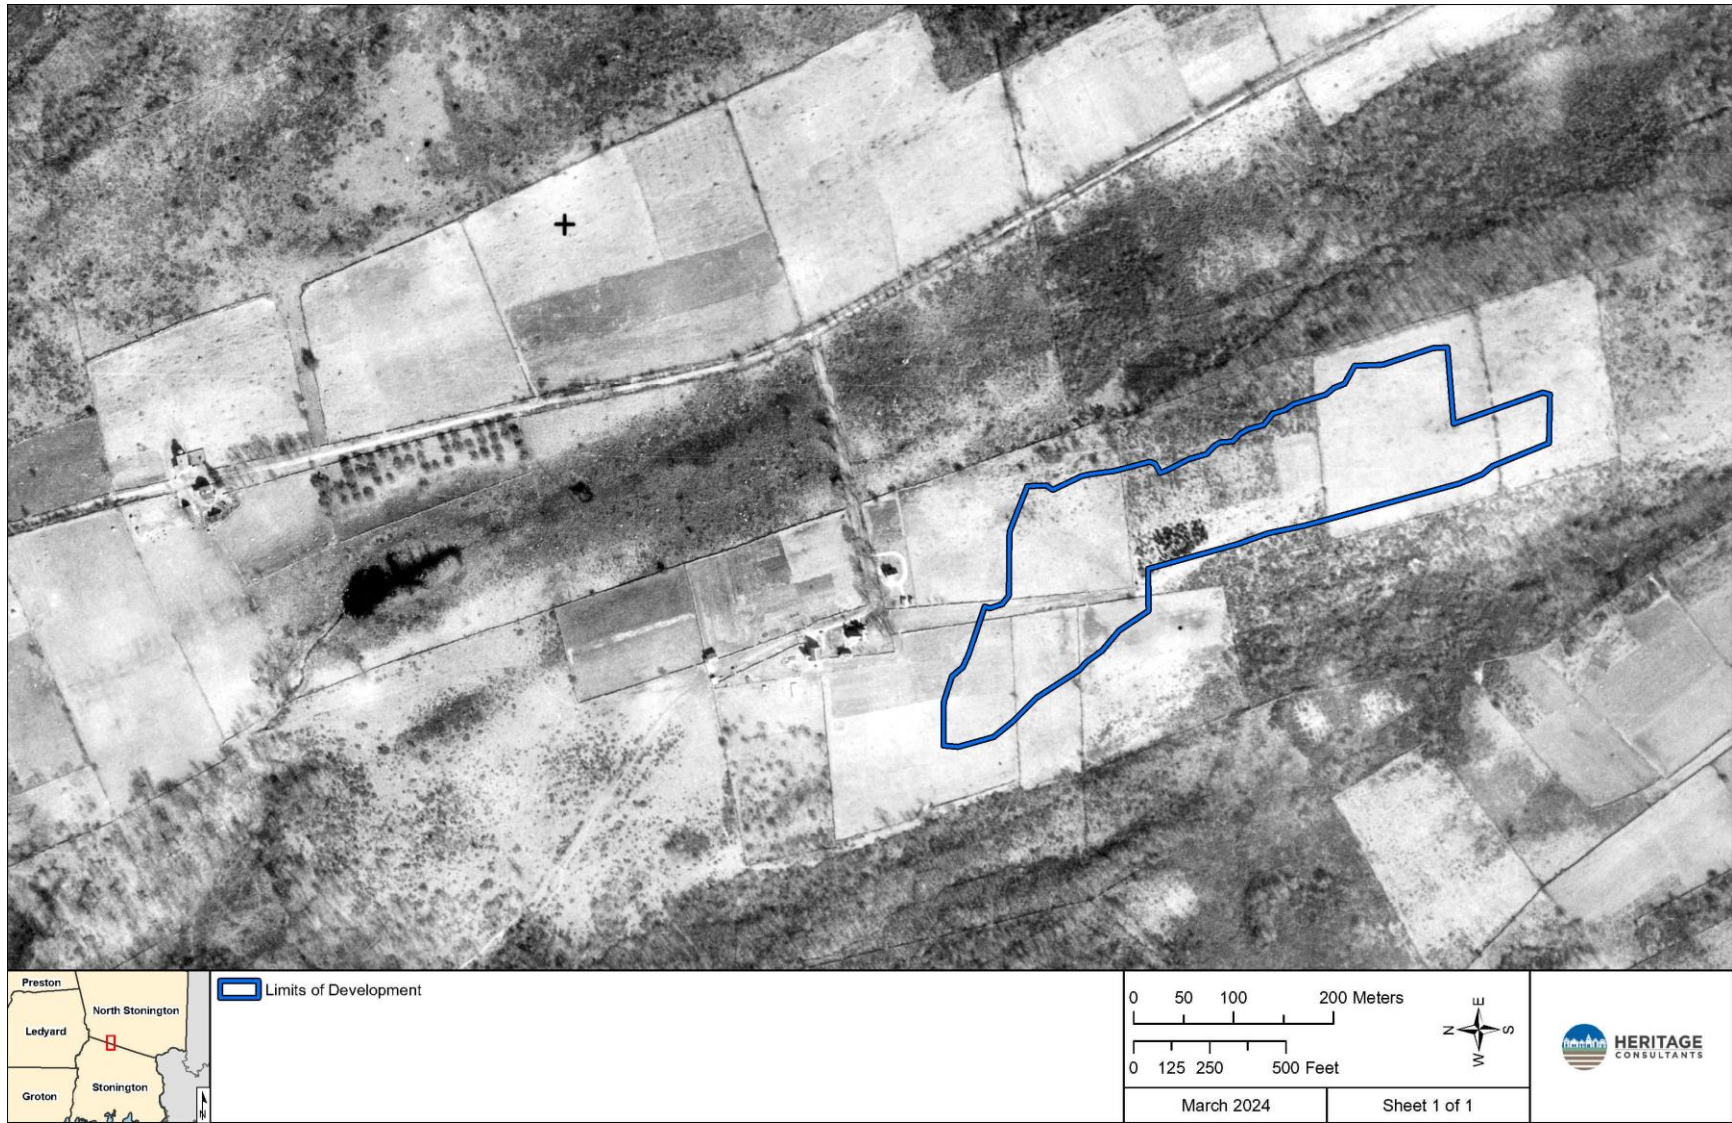 Preston
North Stonington
Ledyard
Stonington
Groton
N
Limits of Development
0 50 100 200 Meters
0 125 250 500 Feet
E
N S
W
March 2024
Sheet 1 of 1
HERITAGE
CONSULTANTS